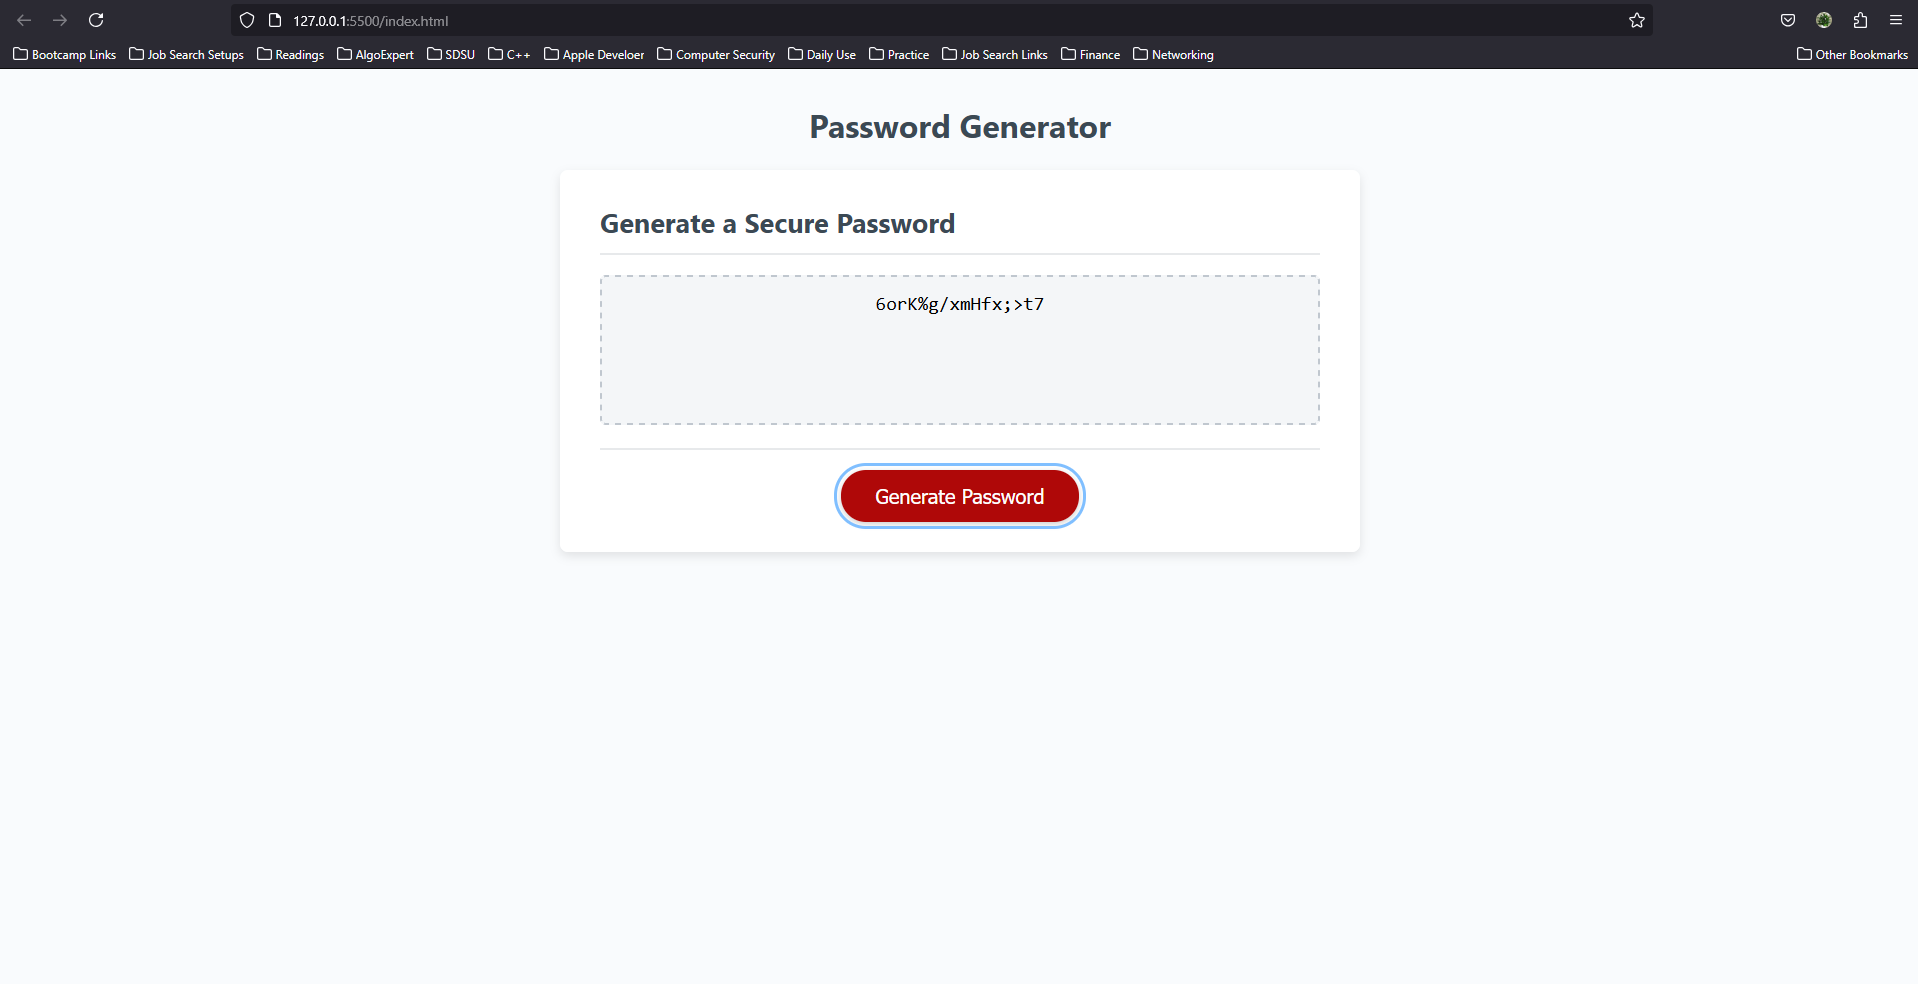 127.0.0.1:5500/index.html
Bootcamp Links Job Search Setups Readings AlgoExpert SDSU C++ Apple Develoer Computer Security Daily Use Practice Job Search Links Finance Networking Other Bookmarks
Password Generator
Generate a Secure Password
6orK%g/xmHfx;>t7
Generate Password